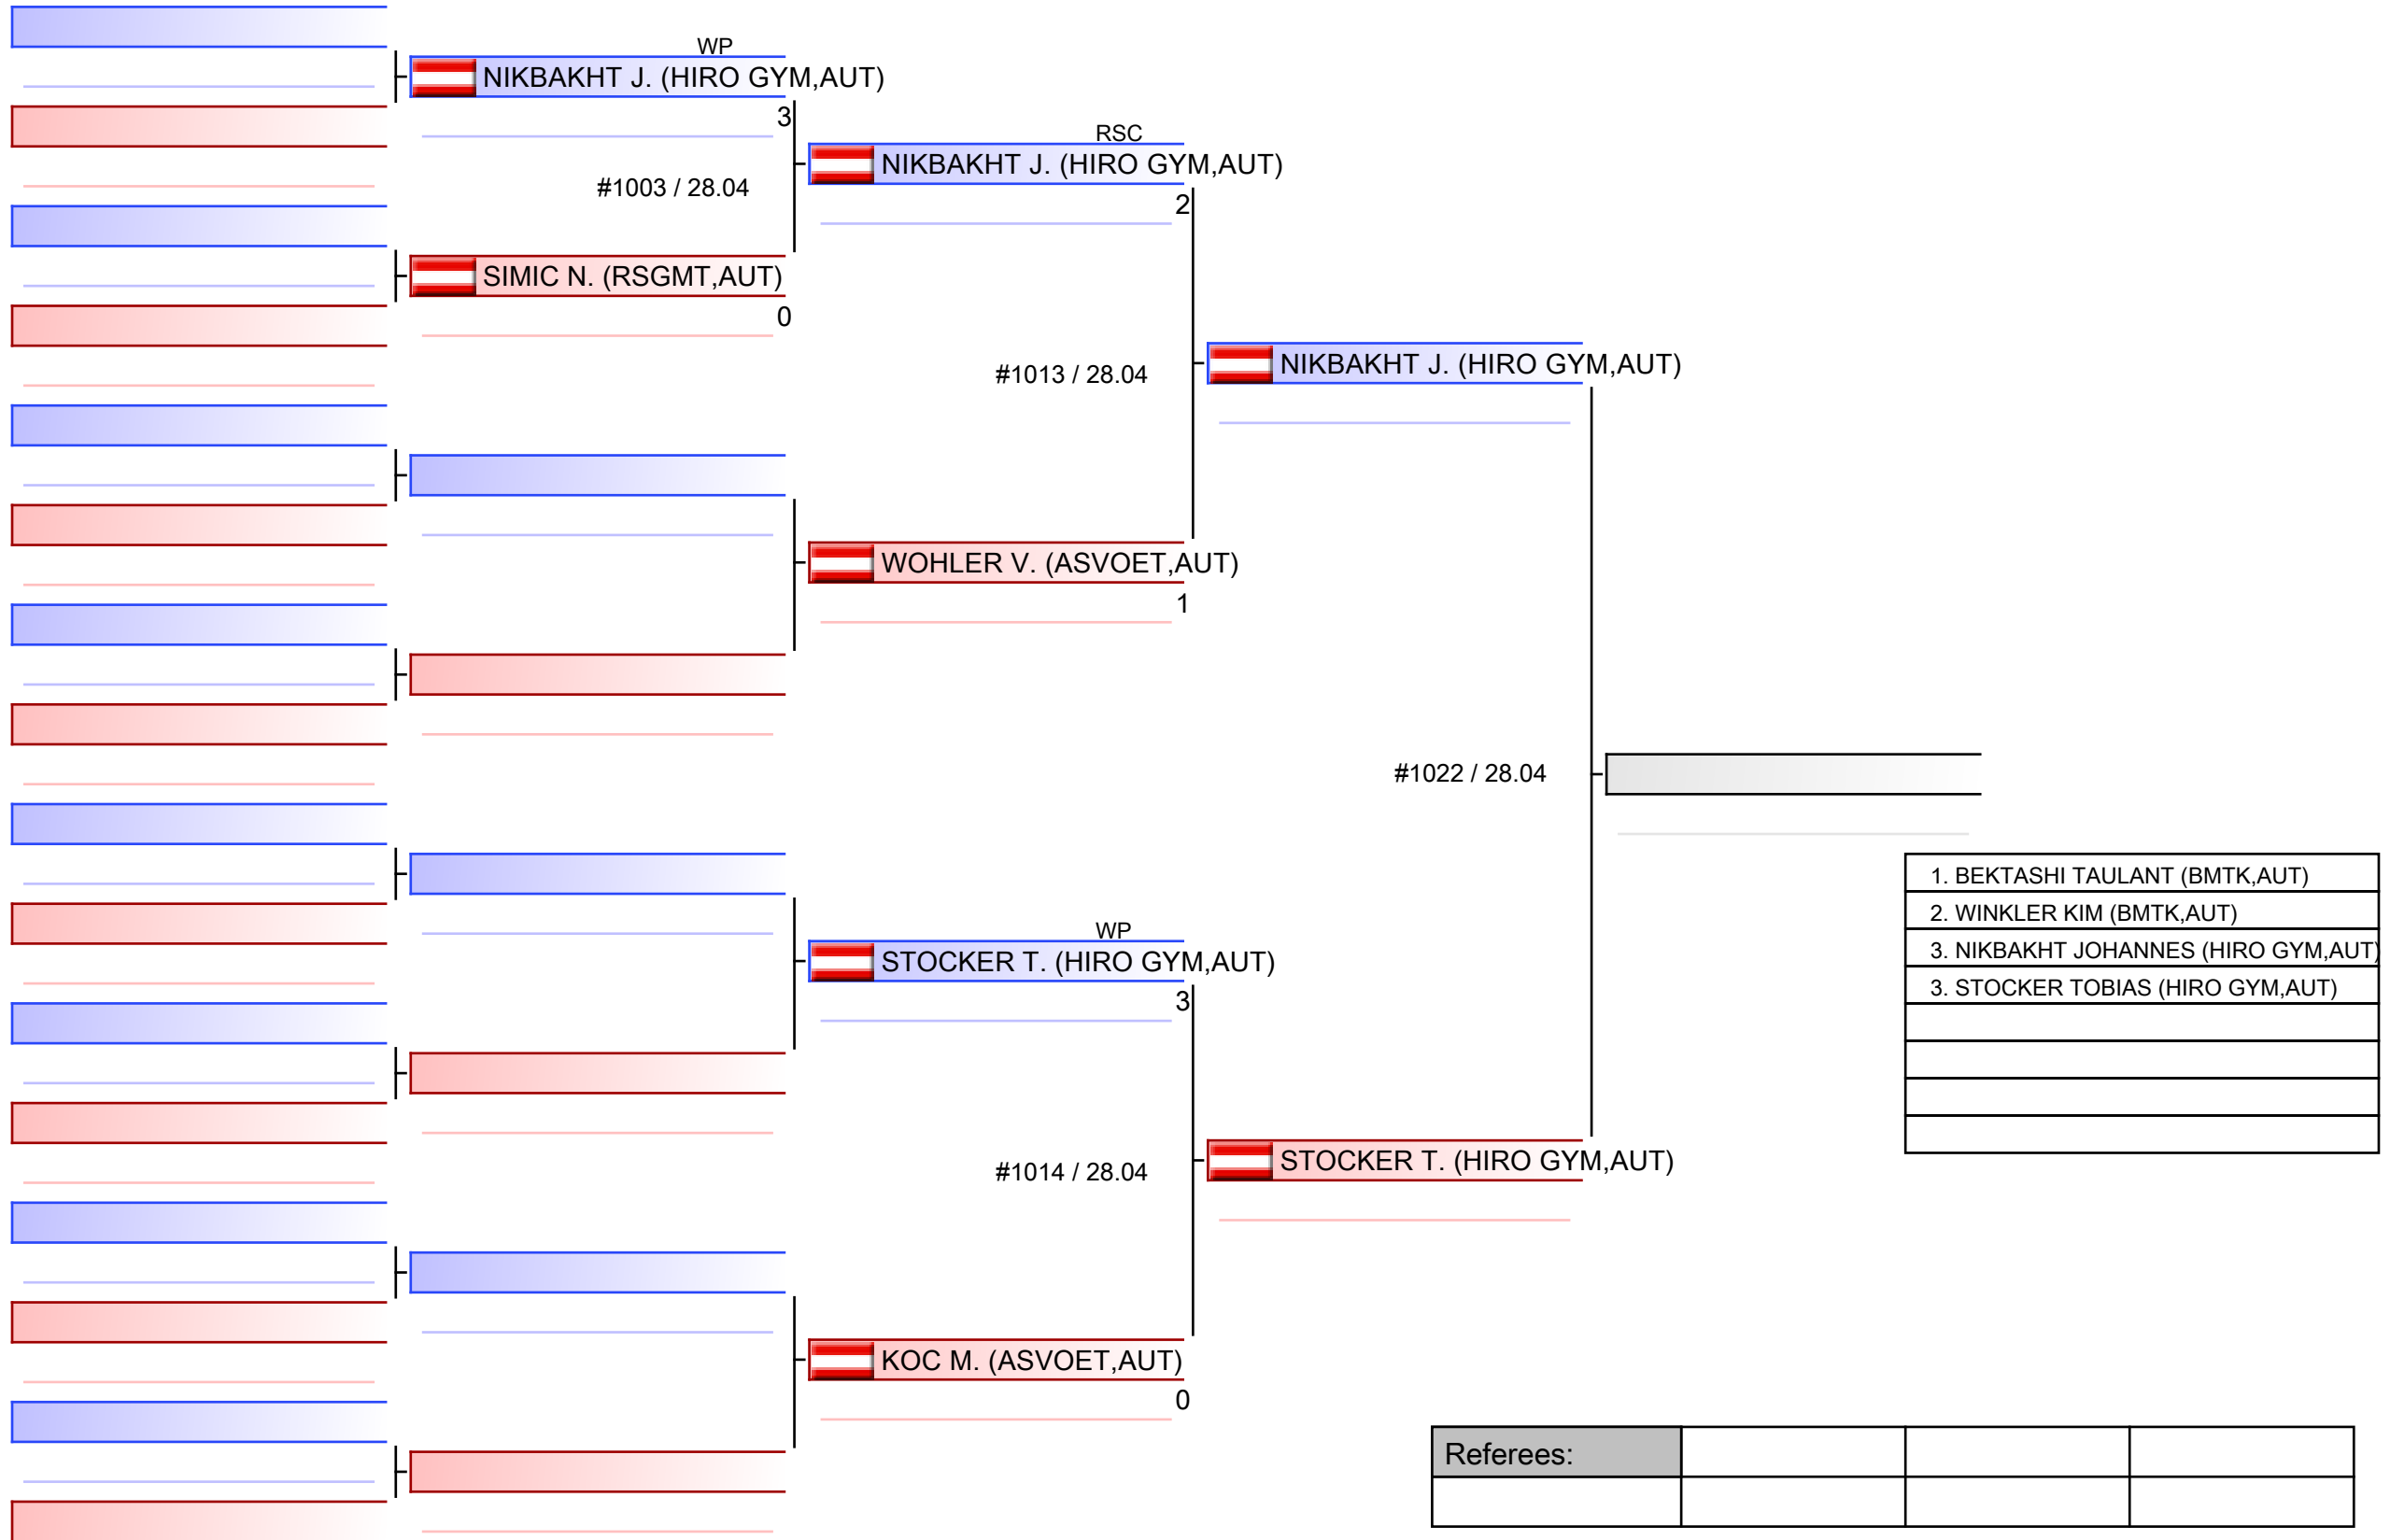 WP
NIKBAKHT J. (HIRO GYM,AUT)
3
RSC
NIKBAKHT J. (HIRO GYM,AUT)
#1003 / 28.04
2
SIMIC N. (RSGMT,AUT)
0
NIKBAKHT J. (HIRO GYM,AUT)
#1013 / 28.04
WOHLER V. (ASVOET,AUT)
1
#1022 / 28.04
1. BEKTASHI TAULANT (BMTK,AUT)
2. WINKLER KIM (BMTK,AUT)
3. NIKBAKHT JOHANNES (HIRO GYM,AUT)
3. STOCKER TOBIAS (HIRO GYM,AUT)
WP
STOCKER T. (HIRO GYM,AUT)
3
STOCKER T. (HIRO GYM,AUT)
#1014 / 28.04
KOC M. (ASVOET,AUT)
0
Referees: